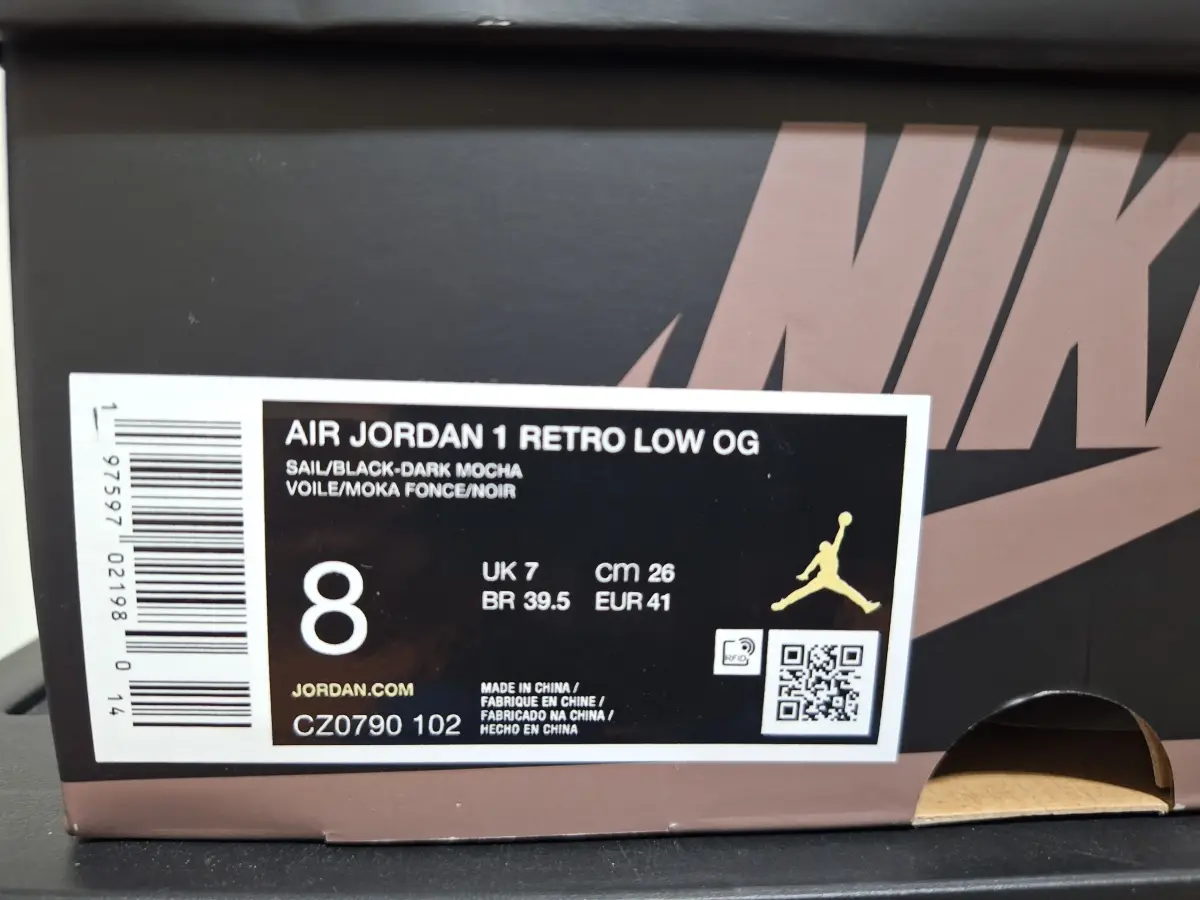 NIK
AIR JORDAN 1 RETRO LOW OG
SAIL/BLACK-DARK MOCHA
VOILE/MOKA FONCE/NOIR
8
UK 7
cm 26
BR 39.5
EUR 41
RFID
JORDAN.COM
CZ0790 102
MADE IN CHINA /
FABRIQUE EN CHINE /
FABRICADO NA CHINA /
HECHO EN CHINA
1 97597 02198 0 14